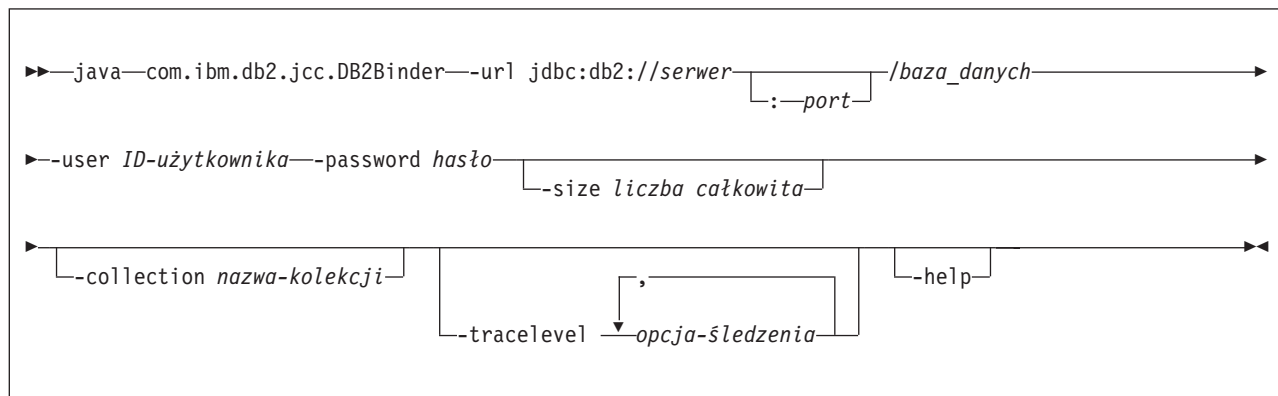 java com.ibm.db2.jcc.DB2Binder -url jdbc:db2://serwer /baza_danych
: port
-user ID-użytkownika -password hasło
-size liczba całkowita
-collection nazwa-kolekcji -help
,
-tracelevel opcja-śledzenia